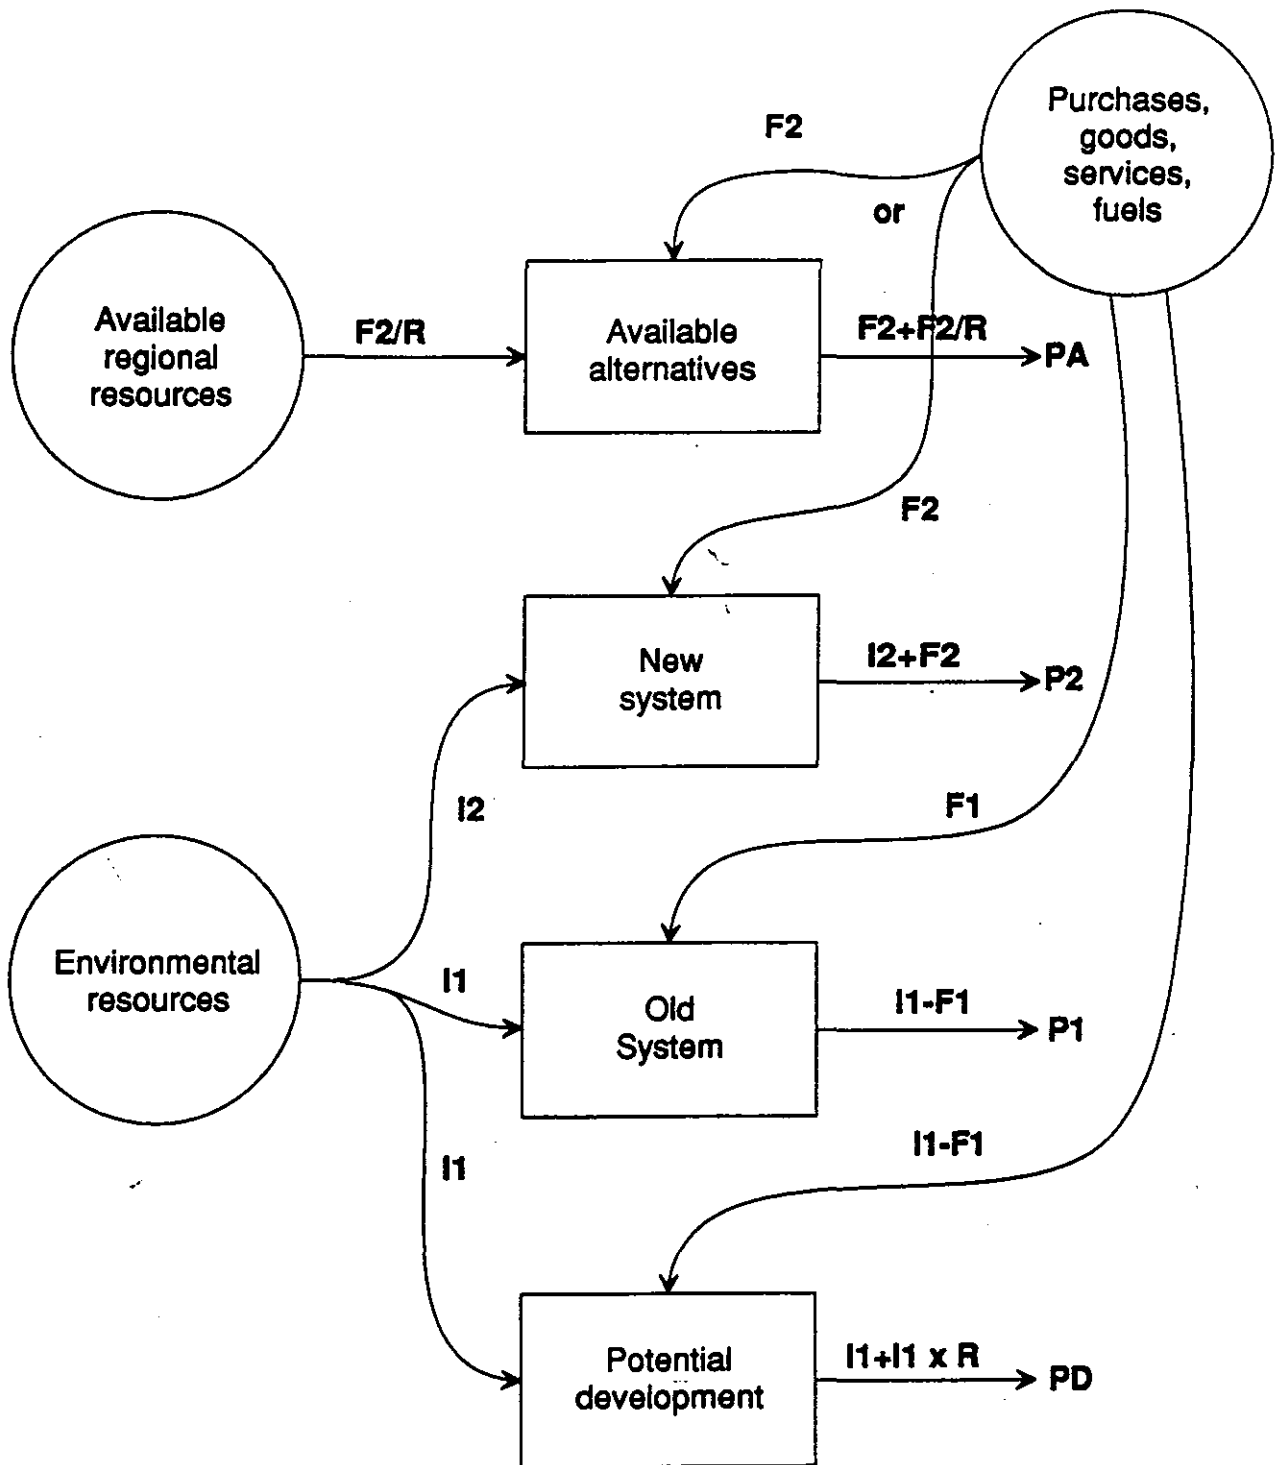 Purchases,
goods,
services,
fuels
F2
or
Available
regional
resources
F2/R
Available
alternatives
F2+F2/R
PA
F2
New
system
I2+F2
P2
I2
F1
Environmental
resources
I1
Old
System
I1-F1
P1
I1
I1-F1
Potential
development
I1+I1 x R
PD